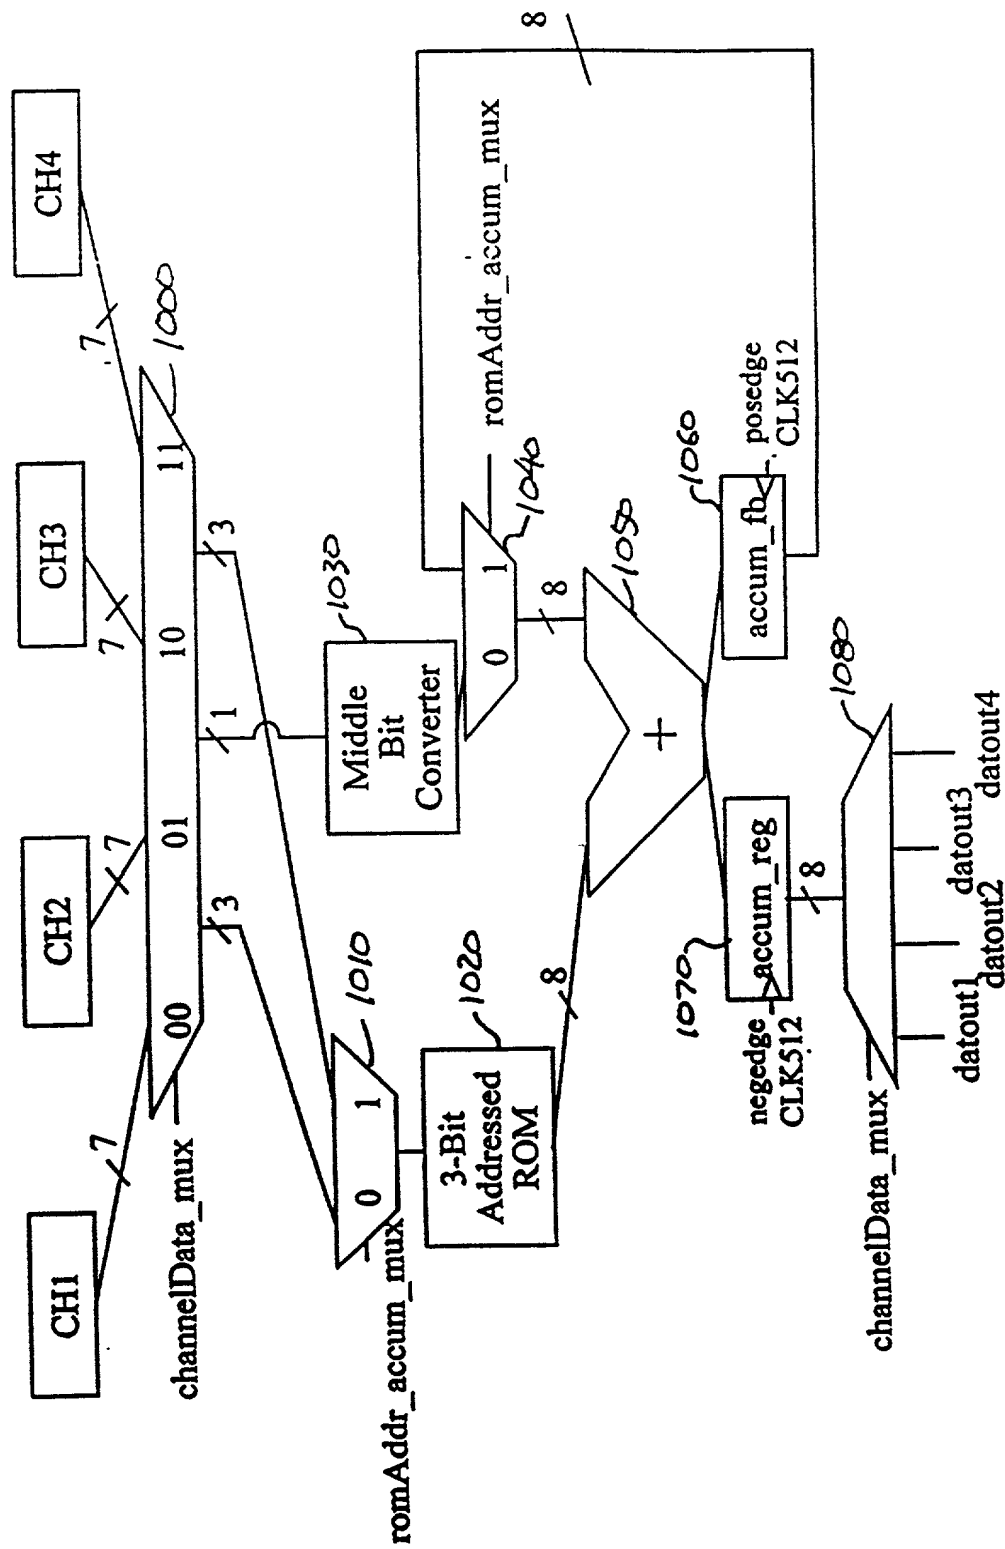 CH1
CH2
CH3
CH4
7
7
7
7
1000
channelData_mux
00
01
10
11
3
1
3
romAddr_accum_mux
0
1
1010
Middle
Bit
Converter
1030
0
1
romAddr_accum_mux
1040
8
8
3-Bit
Addressed
ROM
1020
8
+
1050
1070
accum_reg
negedge
CLK512
1060
accum_fb
posedge
CLK512
8
channelData_mux
1080
datout1
datout2
datout3
datout4